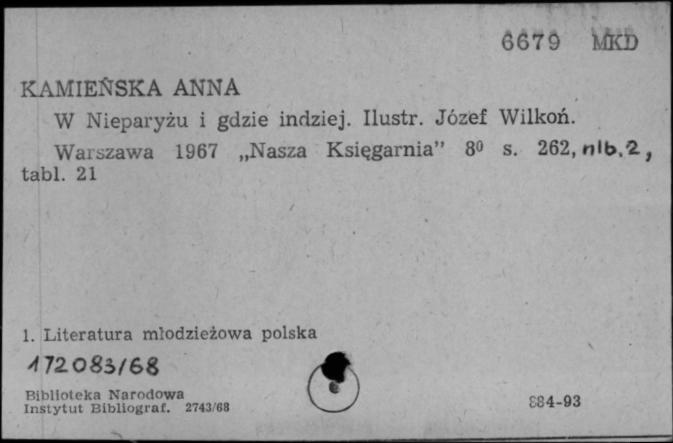 6679 MKD
KAMIEŃSKA ANNA
W Nieparyżu i gdzie indziej. Ilustr. Józef Wilkoń.
Warszawa 1967 „Nasza Księgarnia” 8⁰ s. 262, nlb. 2,
tabl. 21
1. Literatura młodzieżowa polska
172083/68
Biblioteka Narodowa
Instytut Bibliograf. 2743/68
884-93